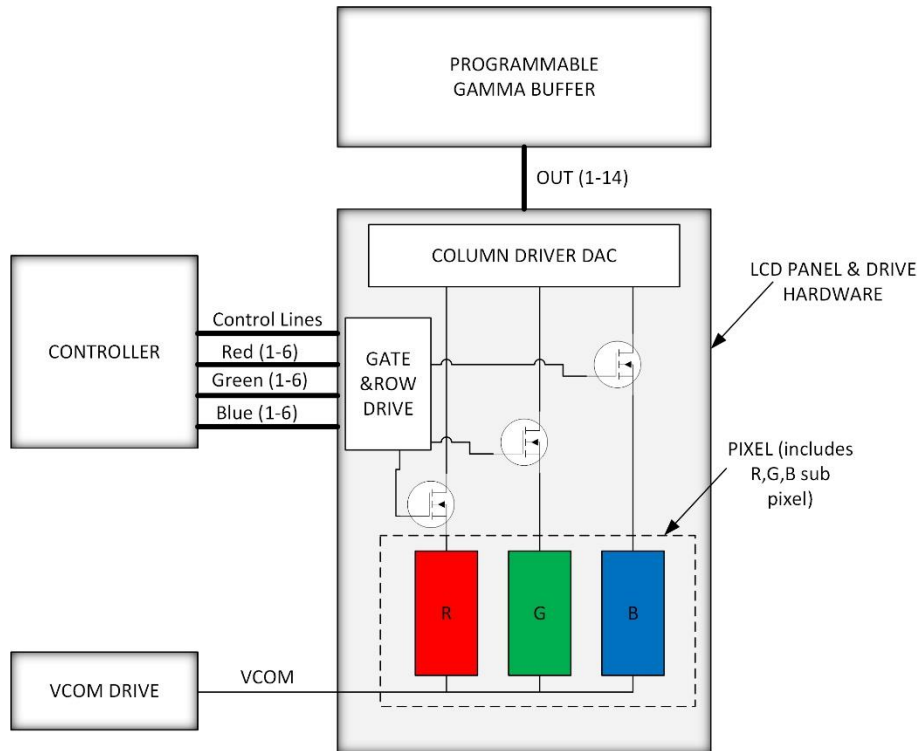 PROGRAMMABLE
GAMMA BUFFER
OUT (1-14)
COLUMN DRIVER DAC
LCD PANEL & DRIVE
HARDWARE
CONTROLLER
Control Lines
Red (1-6)
Green (1-6)
Blue (1-6)
GATE
&ROW
DRIVE
PIXEL (includes
R,G,B sub
pixel)
R
G
B
VCOM DRIVE
VCOM